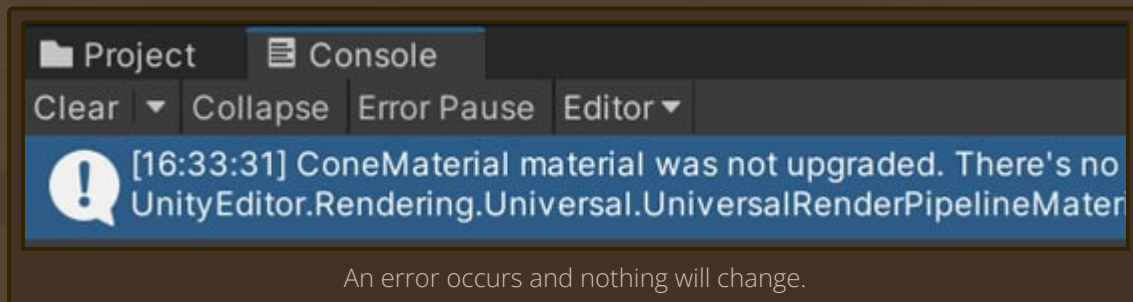 Project Console
Clear Collapse Error Pause Editor
[16:33:31] ConeMaterial material was not upgraded. There's no
UnityEditor.Rendering.Universal.UniversalRenderPipelineMateri
An error occurs and nothing will change.